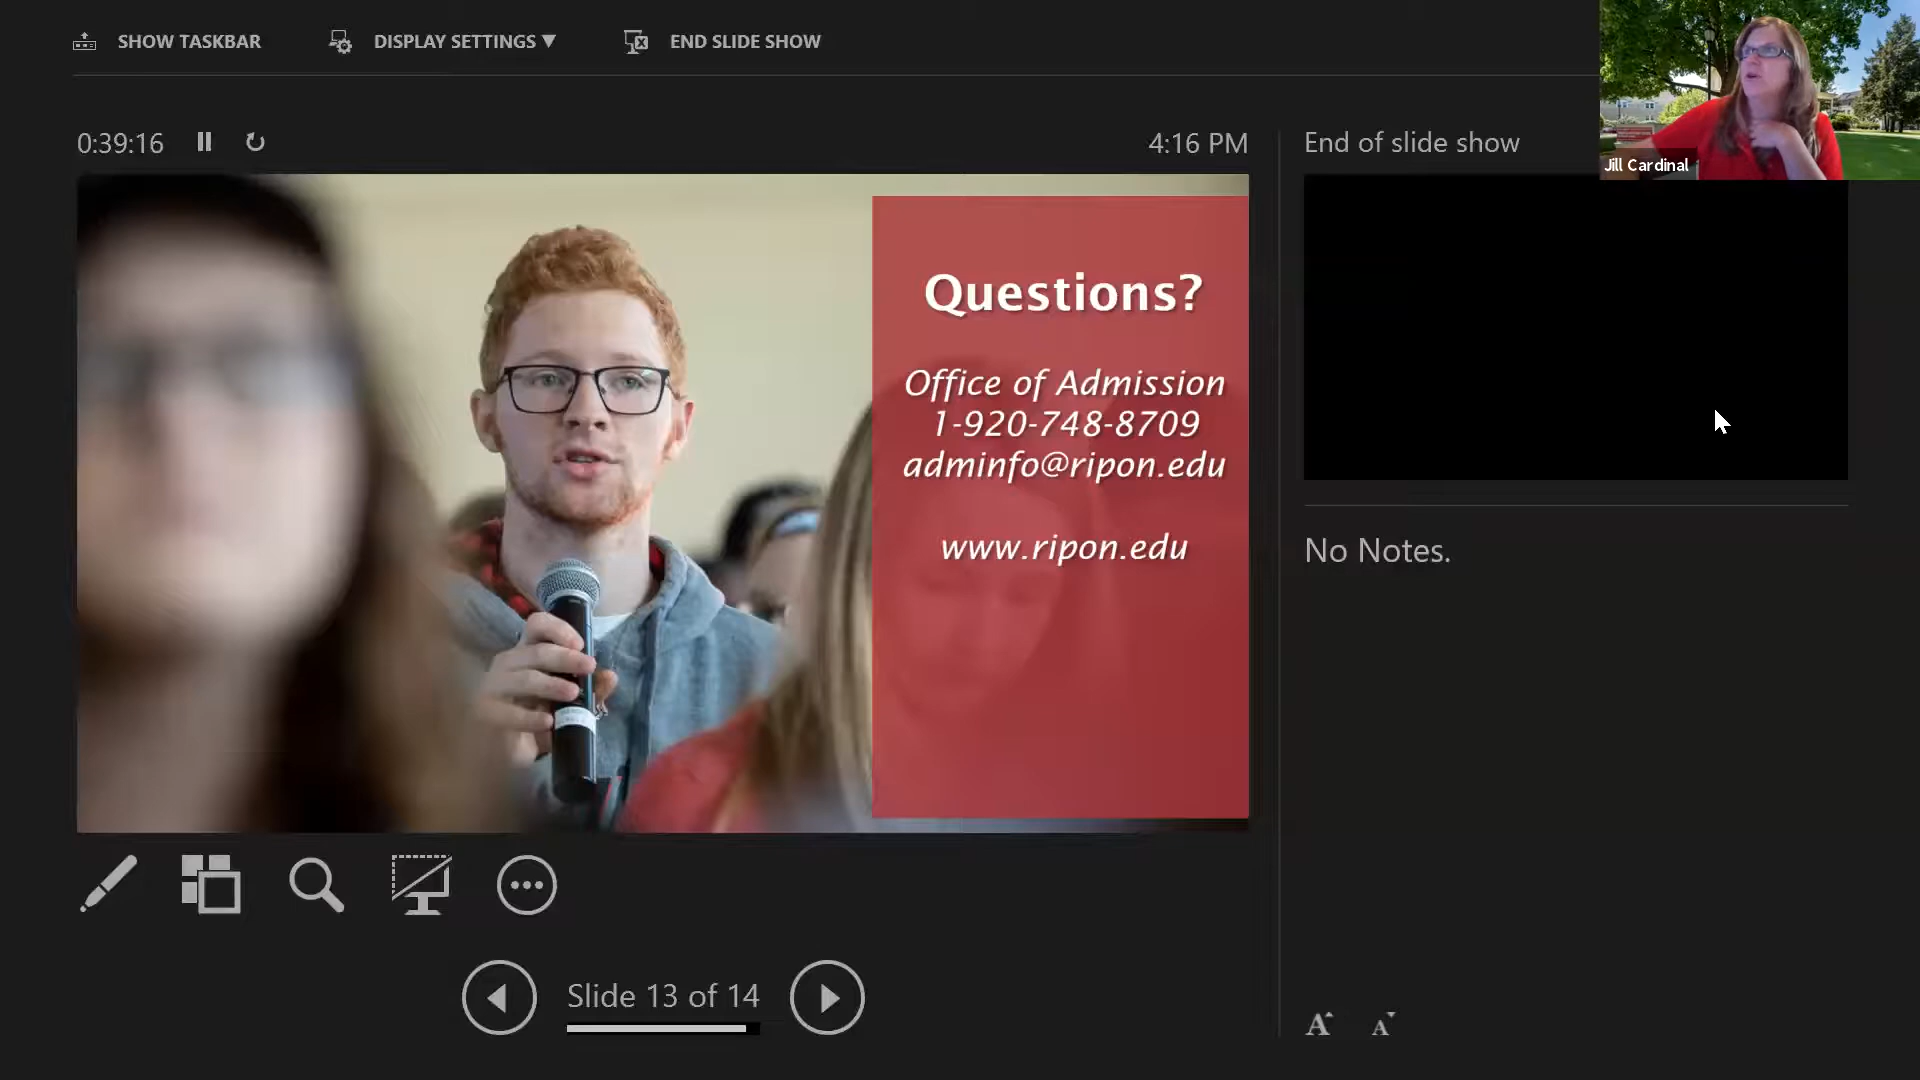 SHOW TASKBAR
DISPLAY SETTINGS ▼
END SLIDE SHOW
0:39:16
4:16 PM
End of slide show
Jill Cardinal
Questions?
Office of Admission
1-920-748-8709
adminfo@ripon.edu
www.ripon.edu
No Notes.
Slide 13 of 14
A
A